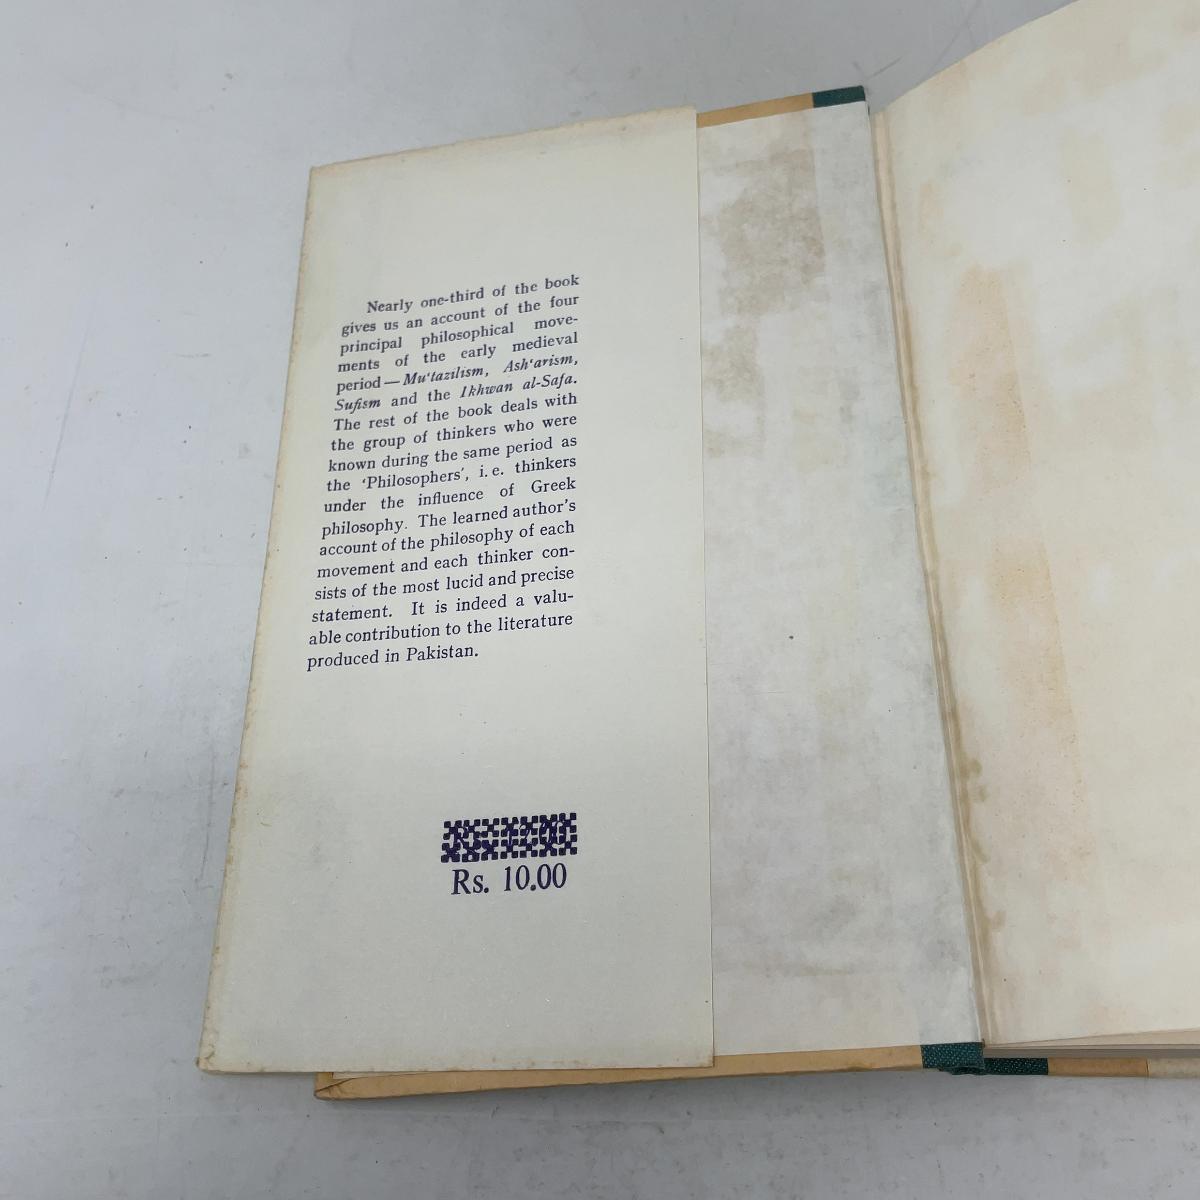 Nearly one-third of the book
gives us an account of the four
principal philosophical move-
ments of the early medieval
period — Mu‘tazilism, Ash‘arism,
Sufism and the Ikhwan al-Safa.
The rest of the book deals with
the group of thinkers who were
known during the same period as
the ‘Philosophers’, i. e. thinkers
under the influence of Greek
philosophy. The learned author's
account of the philosophy of each
movement and each thinker con-
sists of the most lucid and precise
statement. It is indeed a valu-
able contribution to the literature
produced in Pakistan.
Rs. 10.00